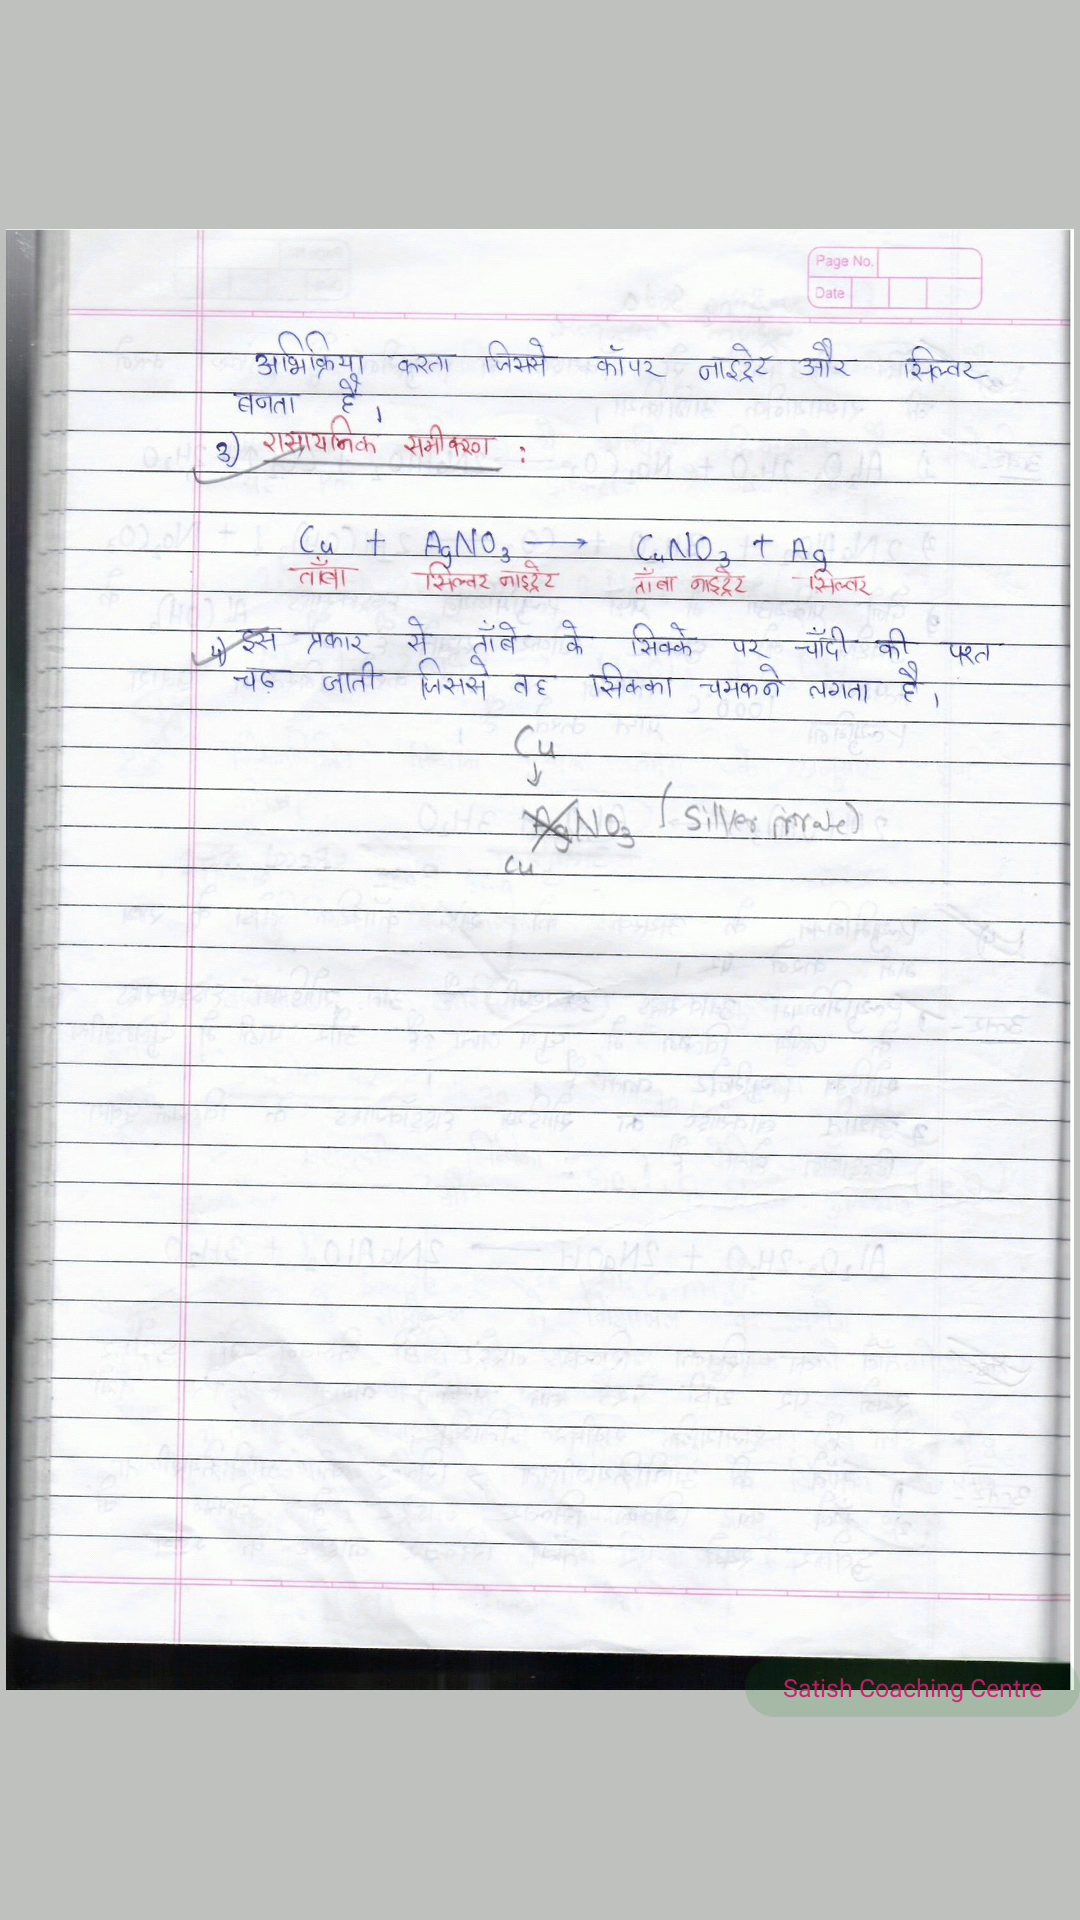 Page No.
Date
अभिक्रिया करता जिससे कॉपर नाइट्रेट और सिल्वर
बनता है।
3) रासायनिक समीकरण :
Cu + AgNO3 → CuNO3 + Ag
ताँबा सिल्वर नाइट्रेट ताँबा नाइट्रेट सिल्वर
4) इस प्रकार से ताँबे के सिक्के पर चाँदी की परत
चढ़ जाती जिससे वह सिक्का चमकने लगता है।
Cu
↓
AgNO3 (Silver
Cu
Satish Coaching Centre